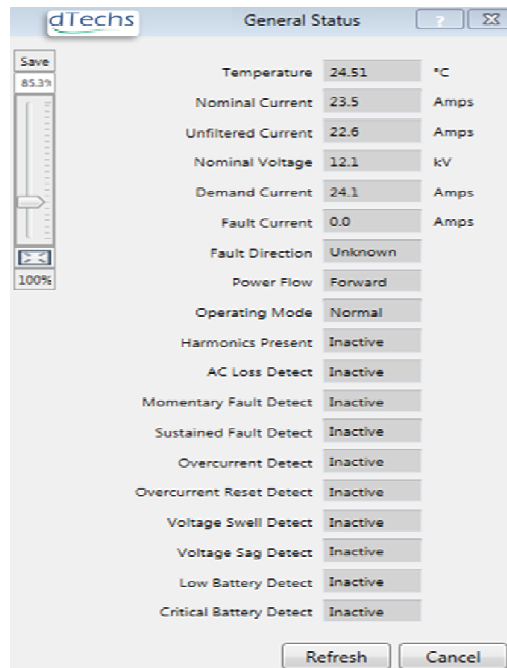 dTechs General Status ?
Save
85.3%
100%
Temperature 24.51 °C
Nominal Current 23.5 Amps
Unfiltered Current 22.6 Amps
Nominal Voltage 12.1 kV
Demand Current 24.1 Amps
Fault Current 0.0 Amps
Fault Direction Unknown
Power Flow Forward
Operating Mode Normal
Harmonics Present Inactive
AC Loss Detect Inactive
Momentary Fault Detect Inactive
Sustained Fault Detect Inactive
Overcurrent Detect Inactive
Overcurrent Reset Detect Inactive
Voltage Swell Detect Inactive
Voltage Sag Detect Inactive
Low Battery Detect Inactive
Critical Battery Detect Inactive
Refresh Cancel